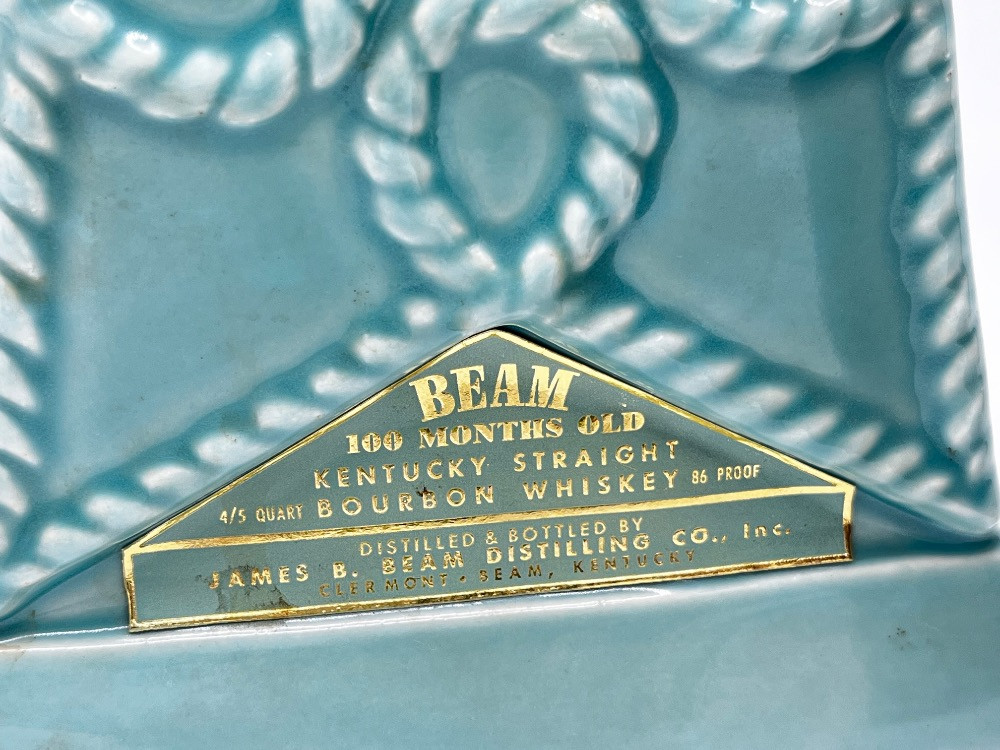 BEAM
100 MONTHS OLD
KENTUCKY STRAIGHT
4/5 QUART BOURBON WHISKEY 86 PROOF
DISTILLED & BOTTLED BY
JAMES B. BEAM DISTILLING CO., Inc.
CLERMONT • BEAM, KENTUCKY